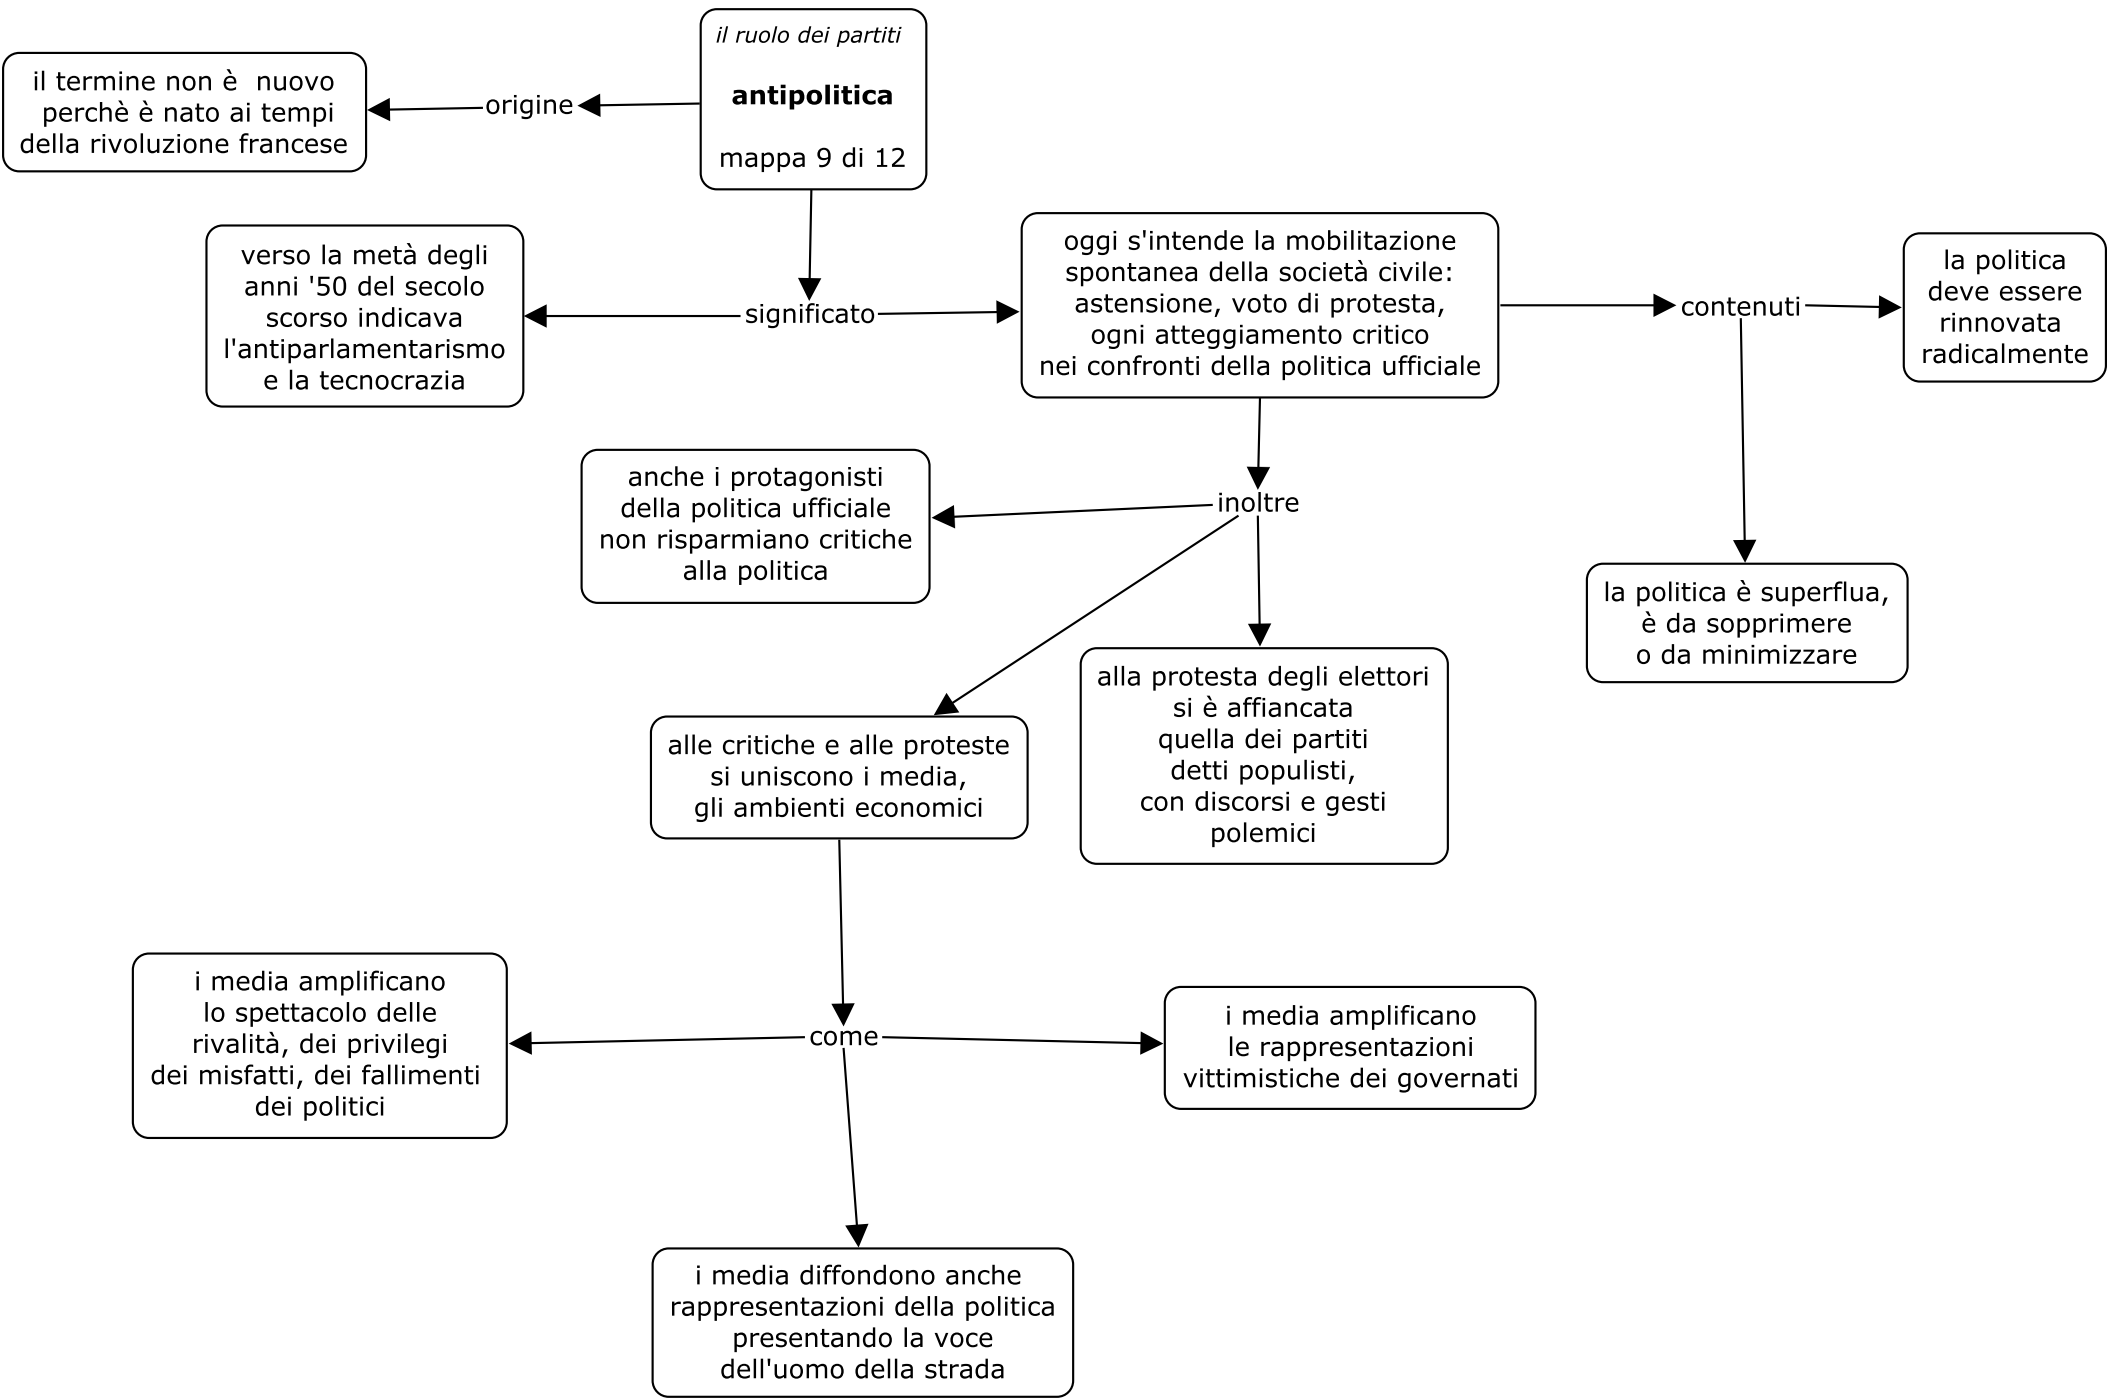 il ruolo dei partiti
antipolitica
mappa 9 di 12
origine
il termine non è  nuovo
perchè è nato ai tempi
della rivoluzione francese
significato
verso la metà degli
anni '50 del secolo
scorso indicava
l'antiparlamentarismo
e la tecnocrazia
oggi s'intende la mobilitazione
spontanea della società civile:
astensione, voto di protesta,
ogni atteggiamento critico
nei confronti della politica ufficiale
contenuti
la politica
deve essere
rinnovata
radicalmente
la politica è superflua,
è da sopprimere
o da minimizzare
inoltre
anche i protagonisti
della politica ufficiale
non risparmiano critiche
alla politica
alla protesta degli elettori
si è affiancata
quella dei partiti
detti populisti,
con discorsi e gesti
polemici
alle critiche e alle proteste
si uniscono i media,
gli ambienti economici
come
i media amplificano
lo spettacolo delle
rivalità, dei privilegi
dei misfatti, dei fallimenti
dei politici
i media amplificano
le rappresentazioni
vittimistiche dei governati
i media diffondono anche
rappresentazioni della politica
presentando la voce
dell'uomo della strada